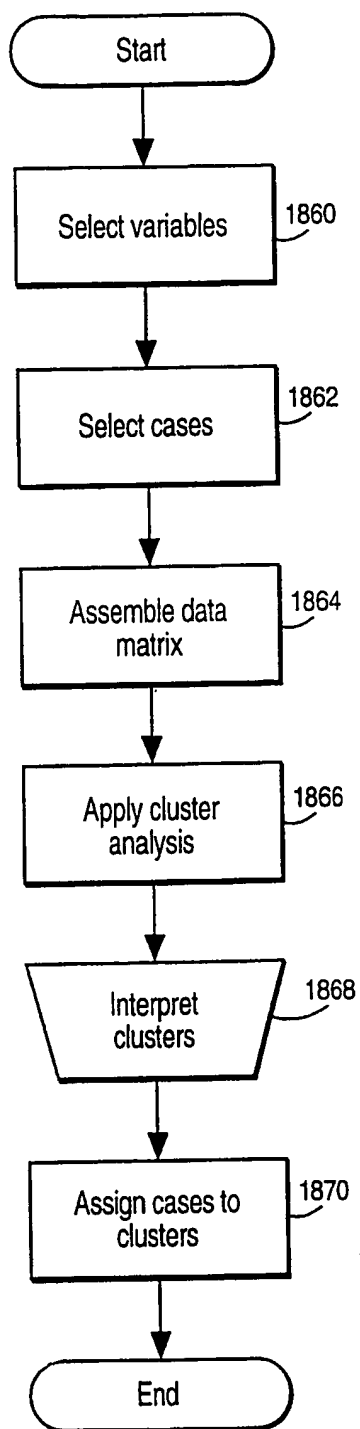 Start
Select variables
1860
Select cases
1862
Assemble data
matrix
1864
Apply cluster
analysis
1866
Interpret
clusters
1868
Assign cases to
clusters
1870
End